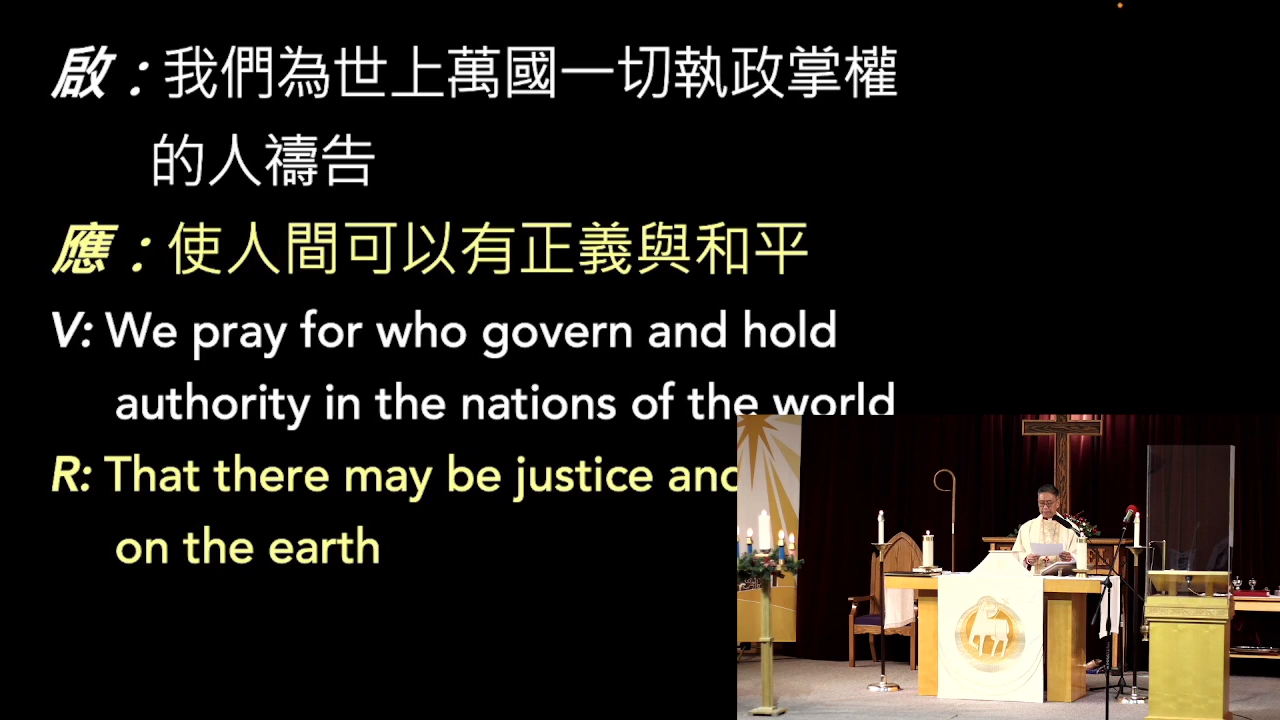 啟：我們為世上萬國一切執政掌權
的人禱告
應：使人間可以有正義與和平
V: We pray for who govern and hold
authority in the nations of the world
R: That there may be justice
on the earth